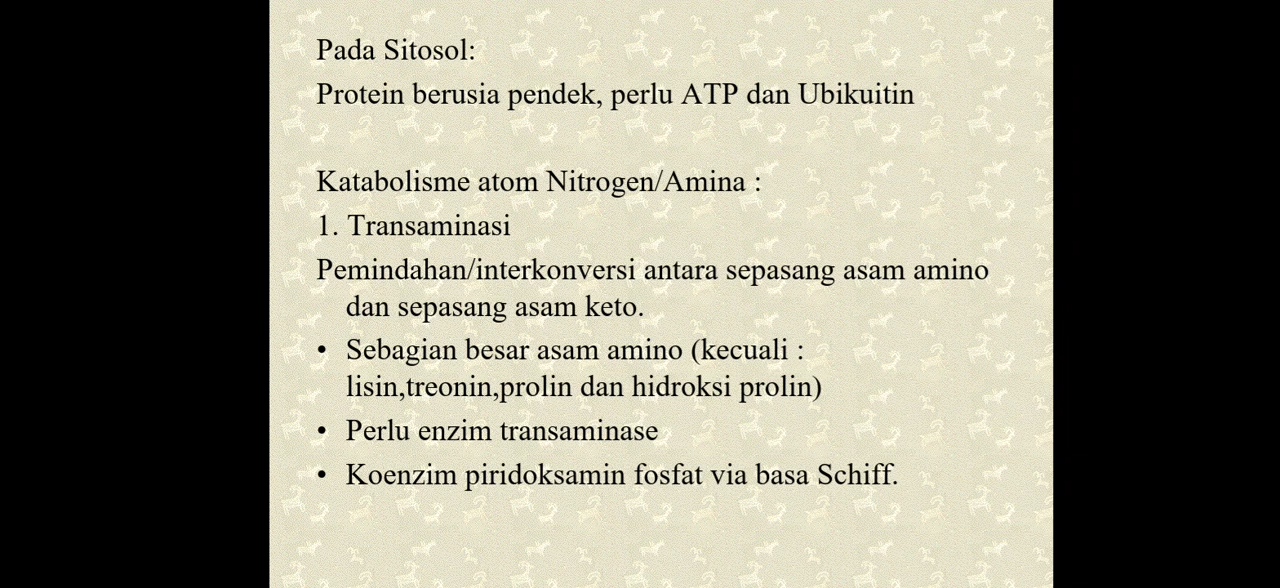 Pada Sitosol:
Protein berusia pendek, perlu ATP dan Ubikuitin
Katabolisme atom Nitrogen/Amina :
1. Transaminasi
Pemindahan/interkonversi antara sepasang asam amino
dan sepasang asam keto.
• Sebagian besar asam amino (kecuali :
lisin,treonin,prolin dan hidroksi prolin)
• Perlu enzim transaminase
• Koenzim piridoksamin fosfat via basa Schiff.